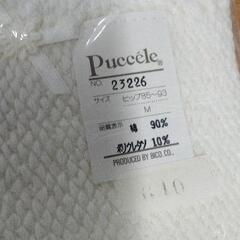 Puccéle®
NO. 23226
サイズ ヒップ85〜93
M
品質表示 綿 90%
ポリウレタン 10%
PRODUCED BY BICO.CO.,